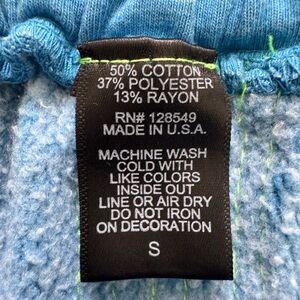 50% COTTON
37% POLYESTER
13% RAYON
RN# 128549
MADE IN U.S.A.
MACHINE WASH
COLD WITH
LIKE COLORS
INSIDE OUT
LINE OR AIR DRY
DO NOT IRON
ON DECORATION
S